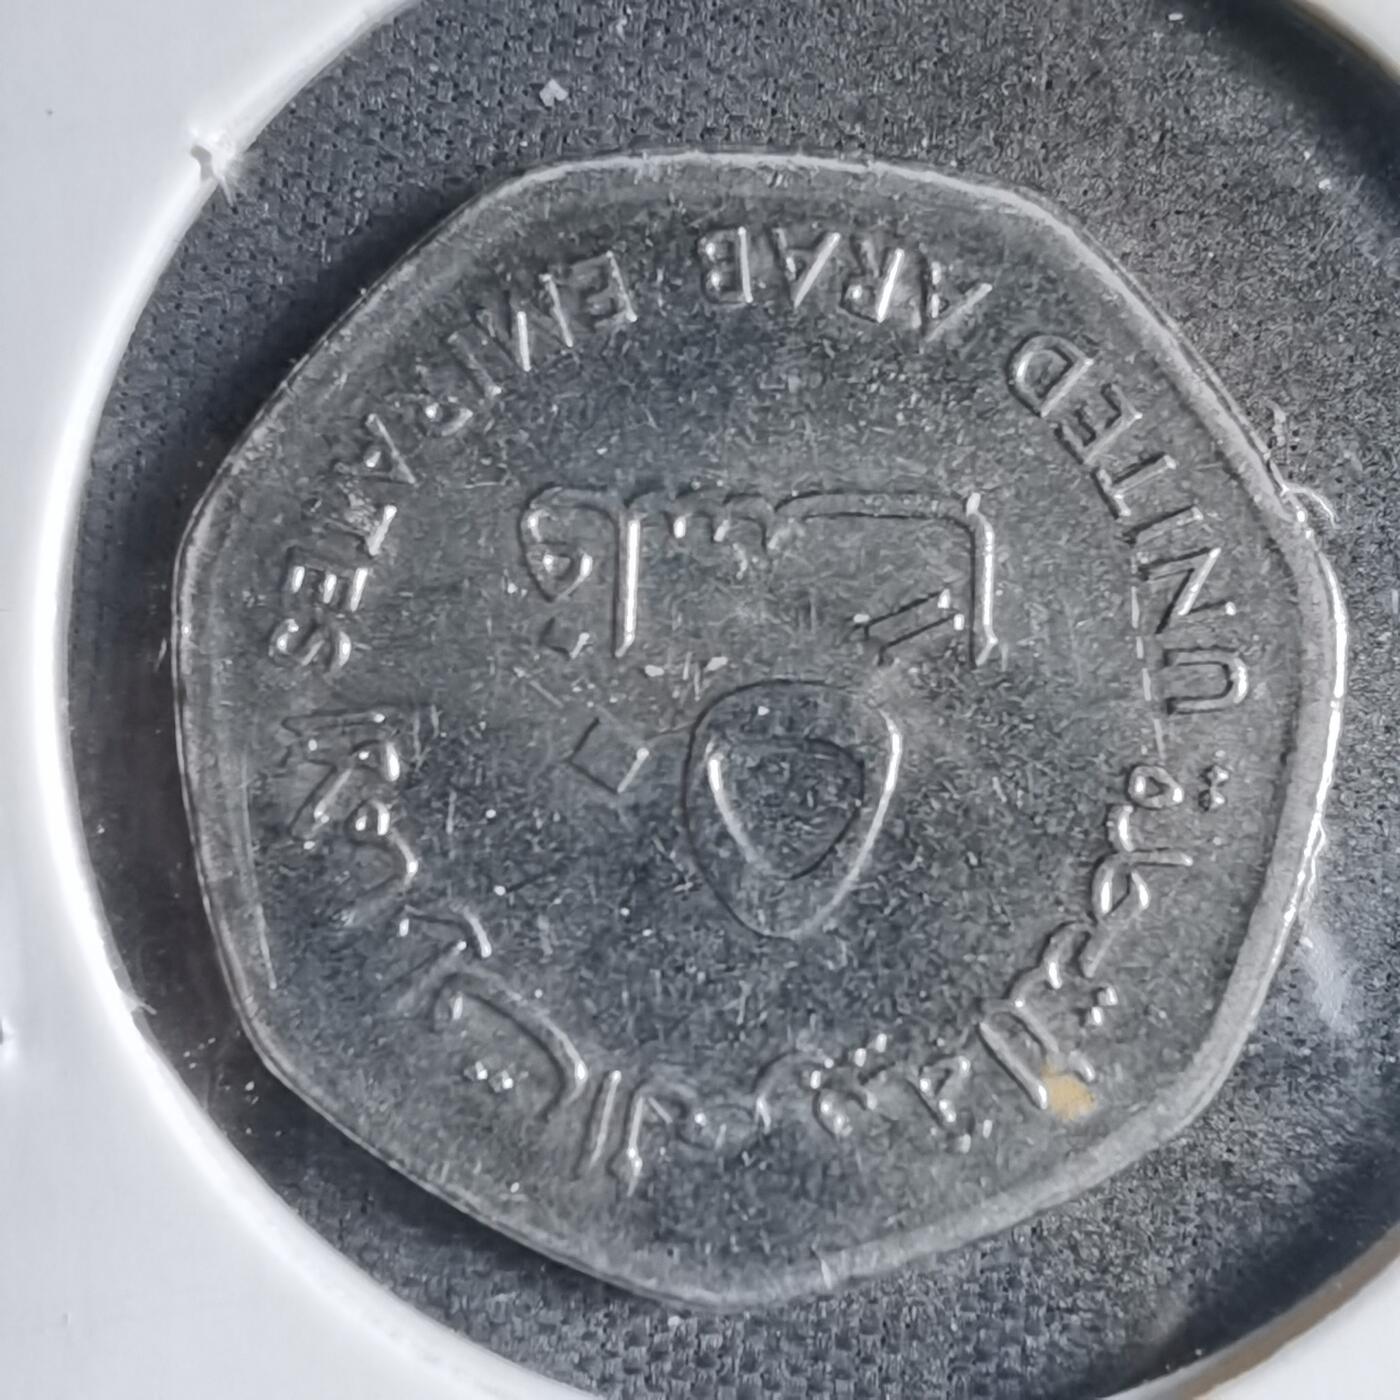 الإمارات العربية المتحدة
٥٠
فلساً
UNITED ARAB EMIRATES